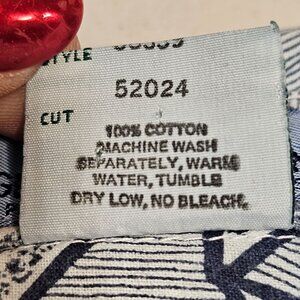 STYLE
52024
CUT
100% COTTON
MACHINE WASH
SEPARATELY, WARM
WATER, TUMBLE
DRY LOW, NO BLEACH.